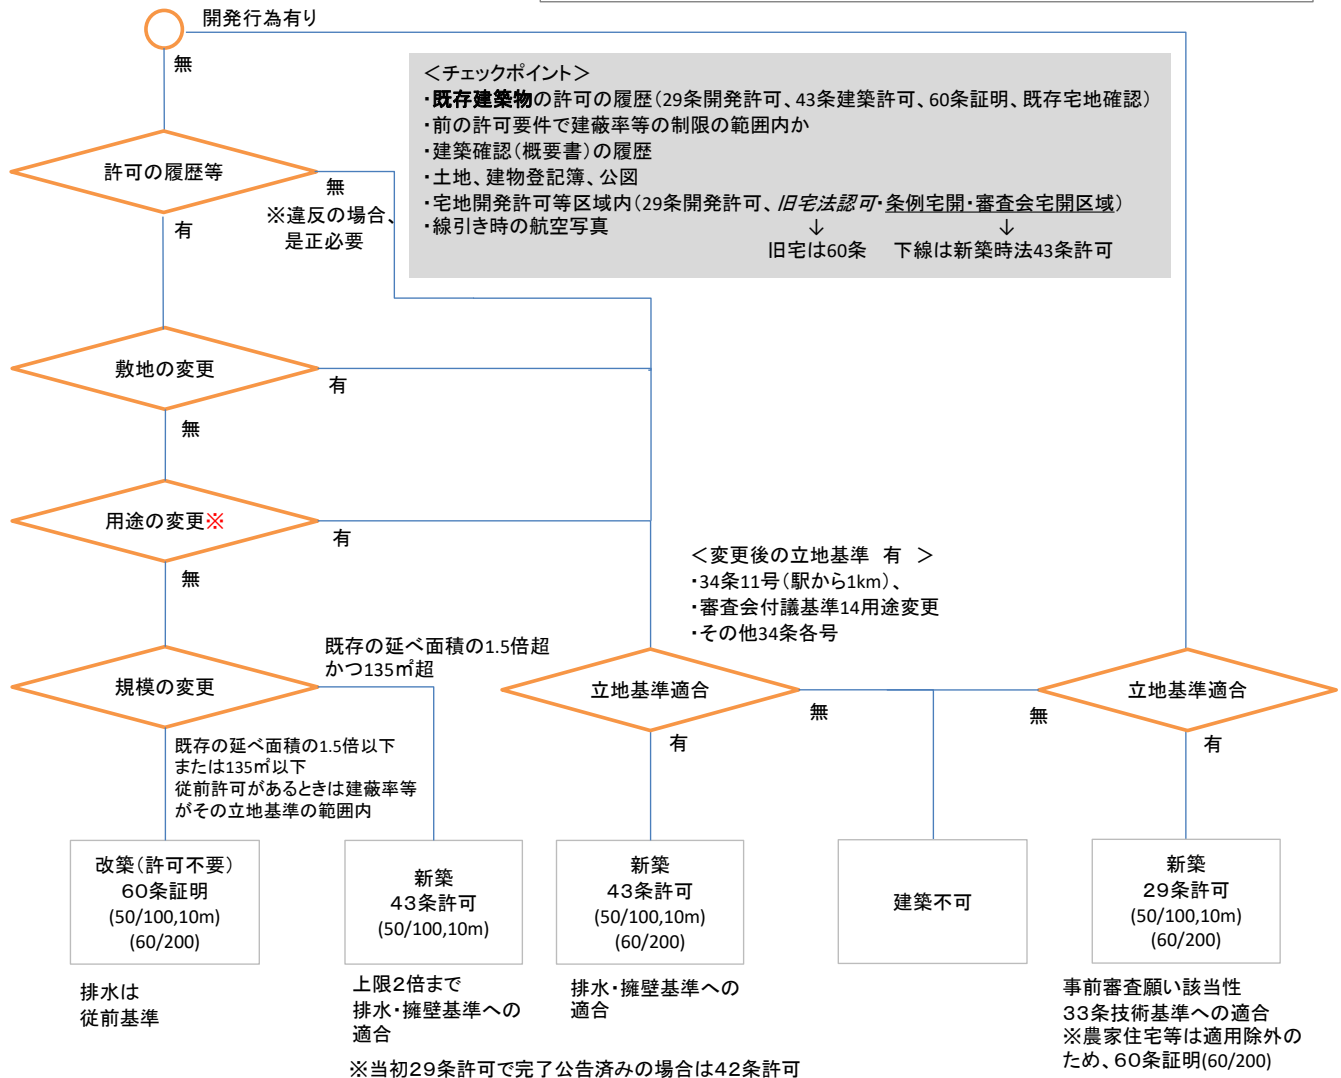 開発行為有り
無
＜チェックポイント＞
・既存建築物の許可の履歴（29条開発許可、43条建築許可、60条証明、既存宅地確認）
・前の許可要件で建蔽率等の制限の範囲内か
・建築確認（概要書）の履歴
・土地、建物登記簿、公図
・宅地開発許可等区域内（29条開発許可、旧宅法認可・条例宅開・審査会宅開区域）
・線引き時の航空写真
↓ ↓
旧宅は60条 下線は新築時法43条許可
許可の履歴等
無
※違反の場合、
是正必要
有
敷地の変更
有
無
用途の変更※
有
無
＜変更後の立地基準 有 ＞
・34条11号（駅から1km）、
・審査会付議基準14用途変更
・その他34条各号
規模の変更
既存の延べ面積の1.5倍超
かつ135㎡超
立地基準適合
無
有
立地基準適合
無
有
既存の延べ面積の1.5倍以下
または135㎡以下
従前許可があるときは建蔽率等
がその立地基準の範囲内
改築（許可不要）
６０条証明
(50/100,10m)
(60/200)
新築
４３条許可
(50/100,10m)
新築
４３条許可
(50/100,10m)
(60/200)
建築不可
新築
２９条許可
(50/100,10m)
(60/200)
排水は
従前基準
上限２倍まで
排水・擁壁基準への
適合
排水・擁壁基準への
適合
事前審査願い該当性
３３条技術基準への適合
※農家住宅等は適用除外の
ため、６０条証明(60/200)
※当初２９条許可で完了公告済みの場合は４２条許可